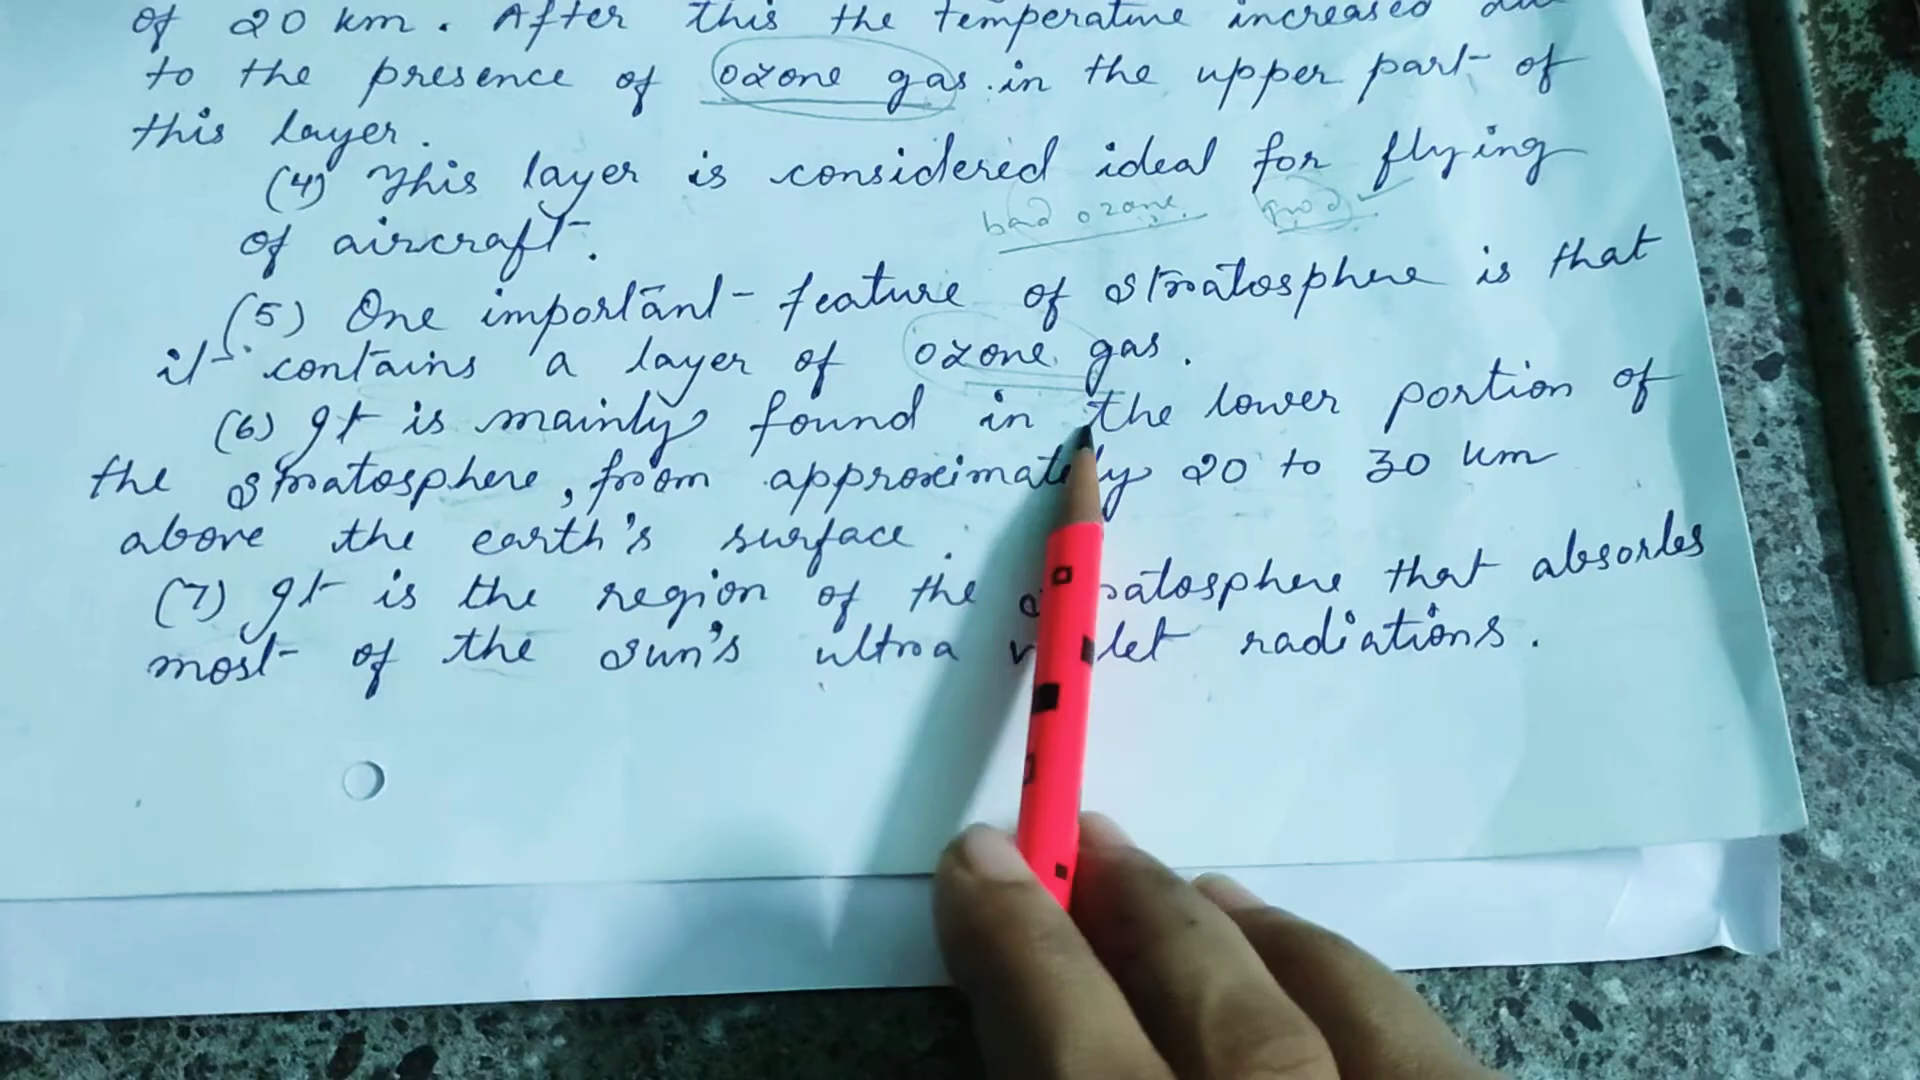 of 20 km. After this the temperature increased due
to the presence of ozone gas in the upper part of
this layer.
(4) This layer is considered ideal for flying
bad ozone good
of aircraft.
(5) One important feature of stratosphere is that
it contains a layer of ozone gas.
(6) It is mainly found in the lower portion of
the stratosphere, from approximately 20 to 30 km
above the earth's surface.
(7) It is the region of the stratosphere that absorbes
most of the sun's ultra violet radiations.